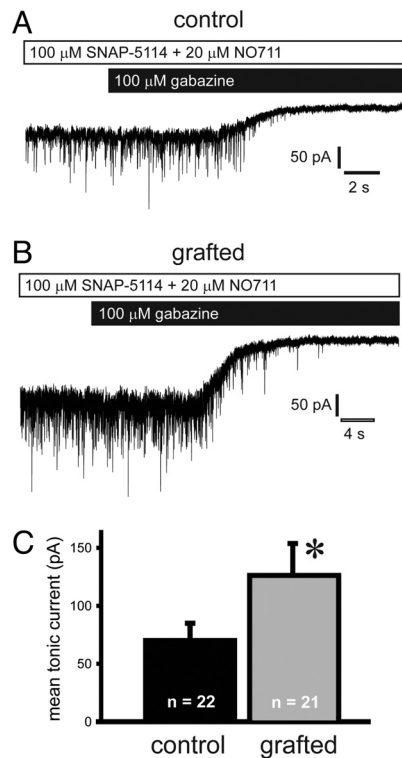 A
control
100 μM SNAP-5114 + 20 μM NO711
100 μM gabazine
50 pA
2 s
B
grafted
100 μM SNAP-5114 + 20 μM NO711
100 μM gabazine
50 pA
4 s
C
mean tonic current (pA)
150
100
50
0
*
n = 22
n = 21
control
grafted